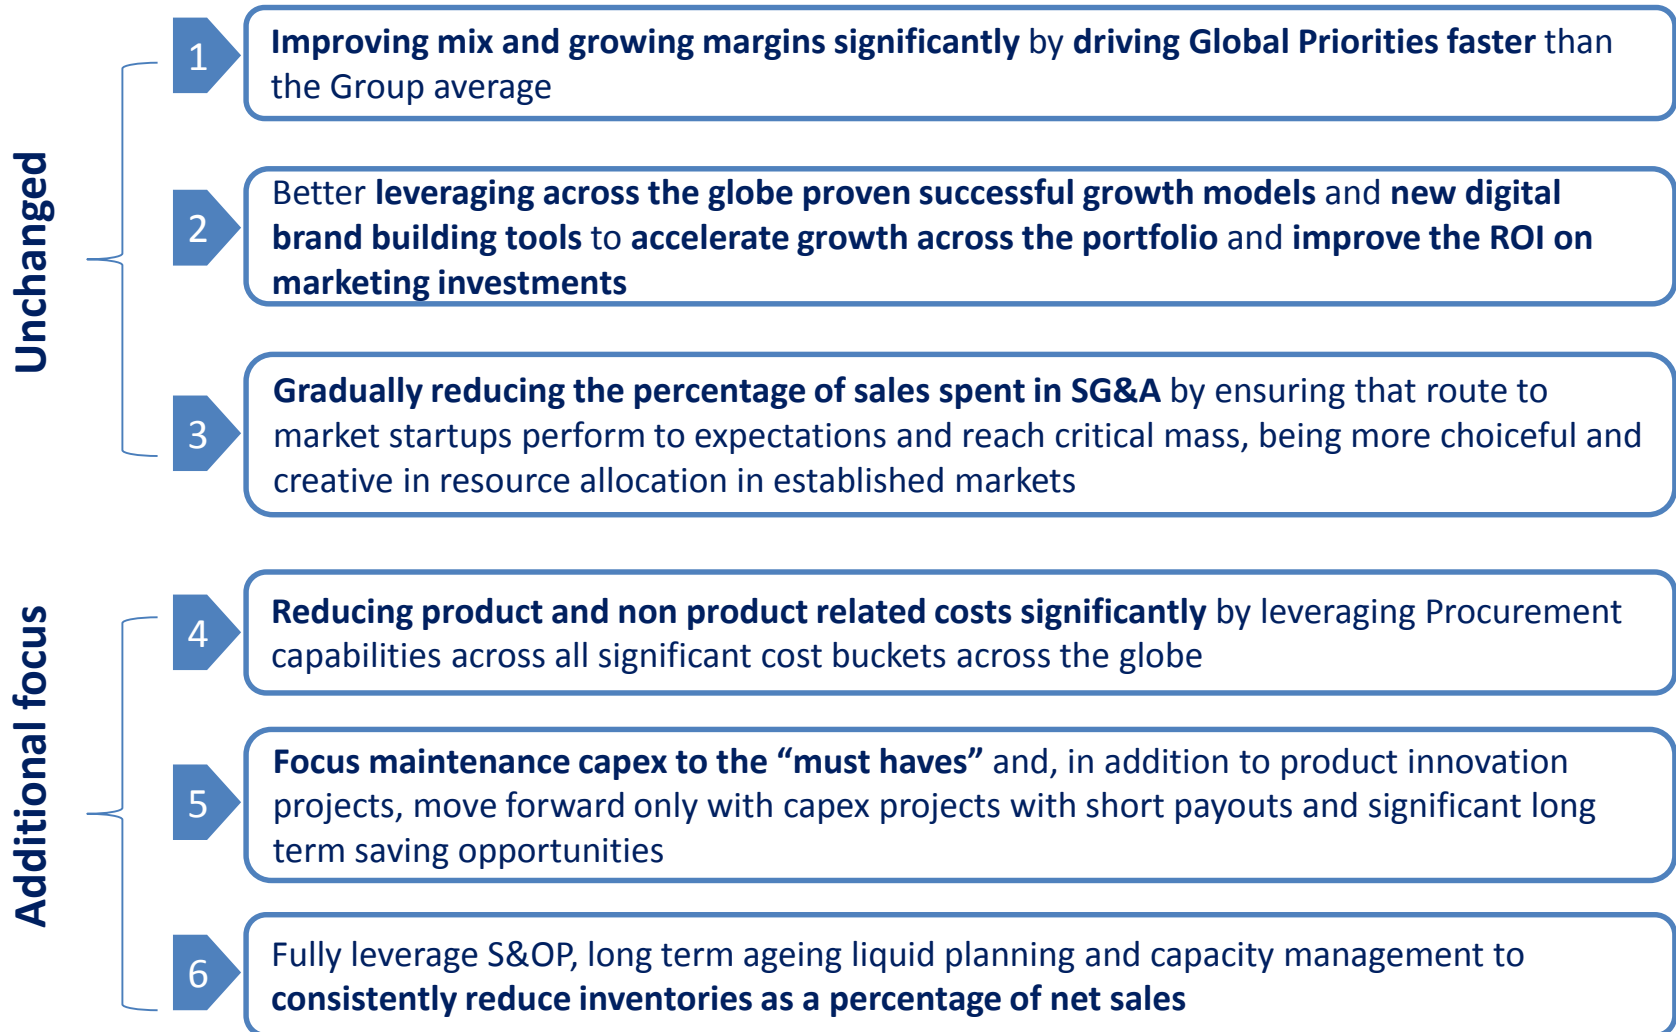 Unchanged
1
Improving mix and growing margins significantly by driving Global Priorities faster than
the Group average
2
Better leveraging across the globe proven successful growth models and new digital
brand building tools to accelerate growth across the portfolio and improve the ROI on
marketing investments
3
Gradually reducing the percentage of sales spent in SG&A by ensuring that route to
market startups perform to expectations and reach critical mass, being more choiceful and
creative in resource allocation in established markets
Additional focus
4
Reducing product and non product related costs significantly by leveraging Procurement
capabilities across all significant cost buckets across the globe
5
Focus maintenance capex to the “must haves” and, in addition to product innovation
projects, move forward only with capex projects with short payouts and significant long
term saving opportunities
6
Fully leverage S&OP, long term ageing liquid planning and capacity management to
consistently reduce inventories as a percentage of net sales